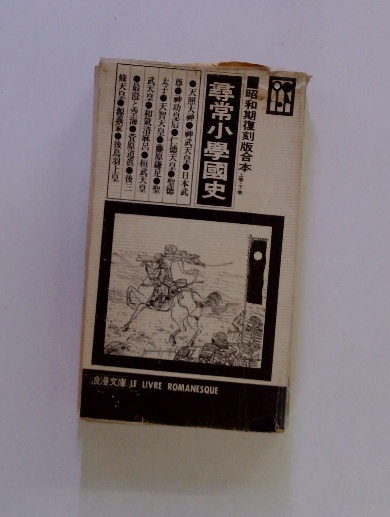 昭和期復刻版合本 上巻・下巻
尋常小學國史
●天照大神●神武天皇●日本武
尊●神功皇后●仁德天皇●聖德
太子●天智天皇●藤原鎌足●聖
武天皇●和氣清麻呂●桓武天皇
●最澄と空海●菅原道眞●後三
條天皇●源義家●後鳥羽上皇
浪漫文庫 LE LIVRE ROMANESQUE